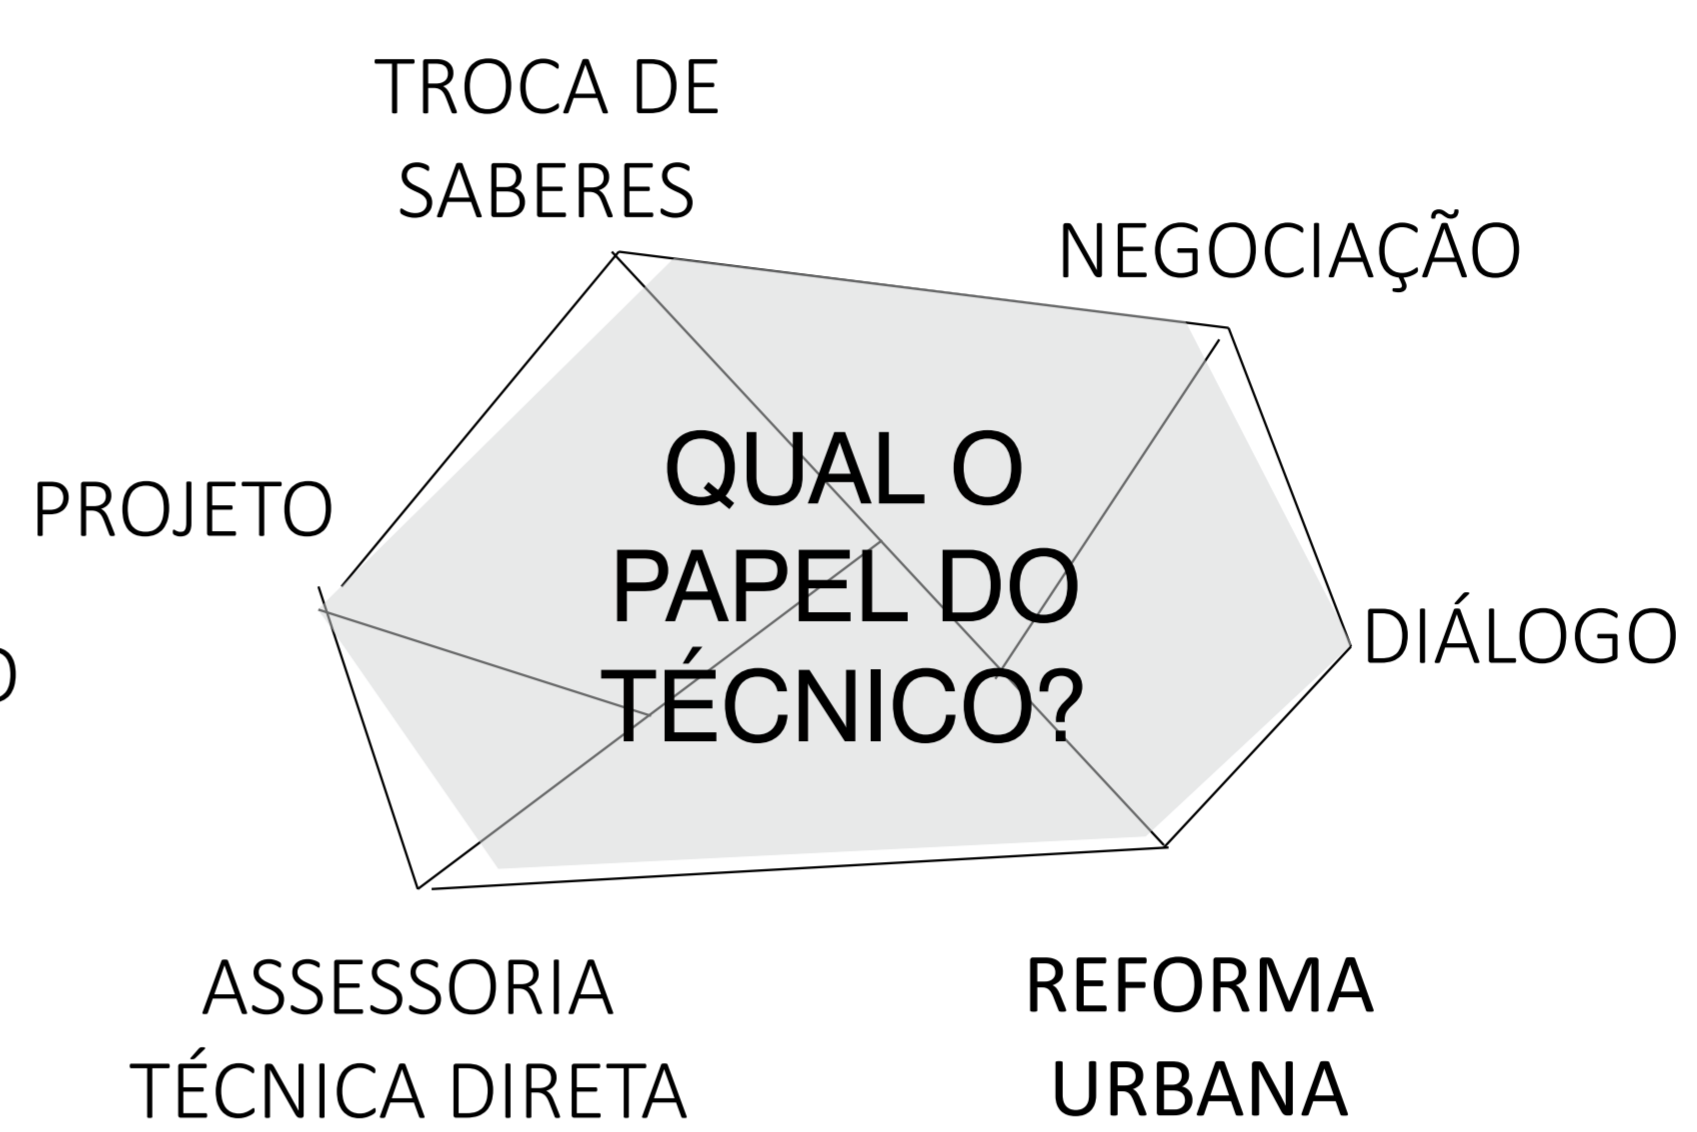 TROCA DE
SABERES
NEGOCIAÇÃO
QUAL O
PAPEL DO
TÉCNICO?
PROJETO
DIÁLOGO
ASSESSORIA
TÉCNICA DIRETA
REFORMA
URBANA